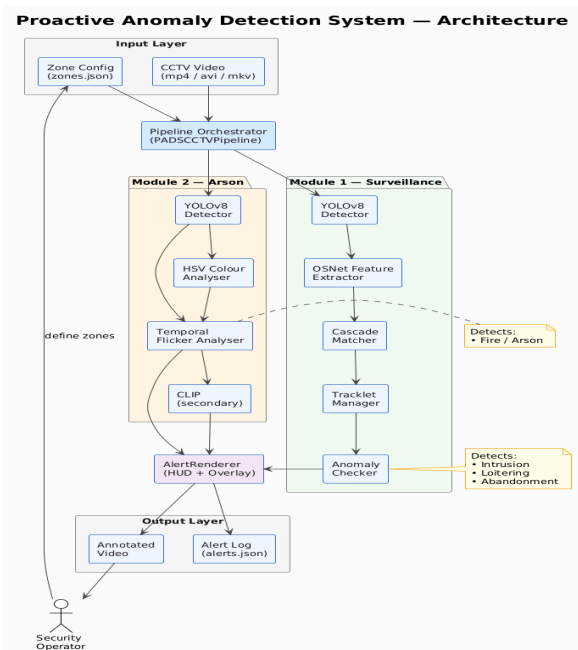 Proactive Anomaly Detection System — Architecture
Input Layer
Zone Config
(zones.json)
CCTV Video
(mp4 / avi / mkv)
Pipeline Orchestrator
(PADSCCTVPipeline)
Module 2 — Arson
Module 1 — Surveillance
YOLOv8
Detector
YOLOv8
Detector
HSV Colour
Analyser
OSNet Feature
Extractor
define zones
Temporal
Flicker Analyser
Cascade
Matcher
Detects:
• Fire / Arson
CLIP
(secondary)
Tracklet
Manager
AlertRenderer
(HUD + Overlay)
Anomaly
Checker
Detects:
• Intrusion
• Loitering
• Abandonment
Output Layer
Annotated
Video
Alert Log
(alerts.json)
Security
Operator